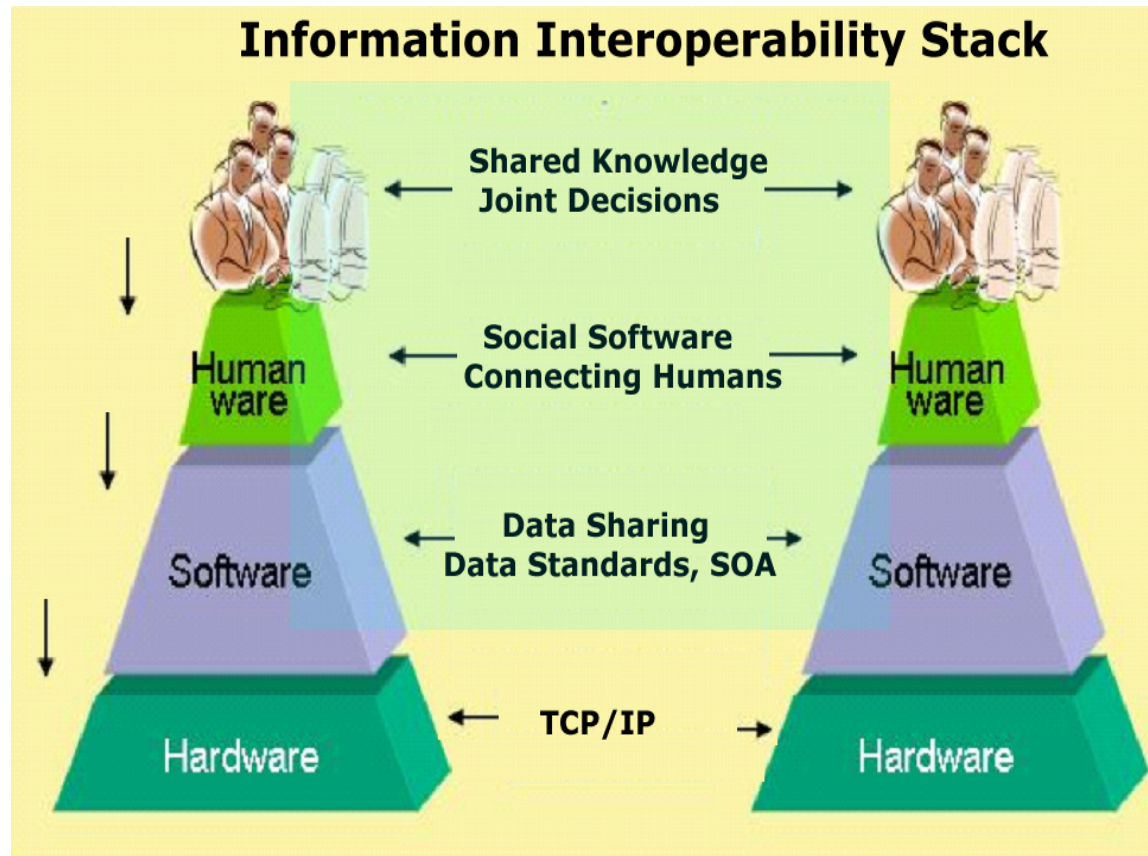 Information Interoperability Stack
Shared Knowledge
Joint Decisions
Human
ware
Social Software
Connecting Humans
Human
ware
Software
Data Sharing
Data Standards, SOA
Software
Hardware
TCP/IP
Hardware